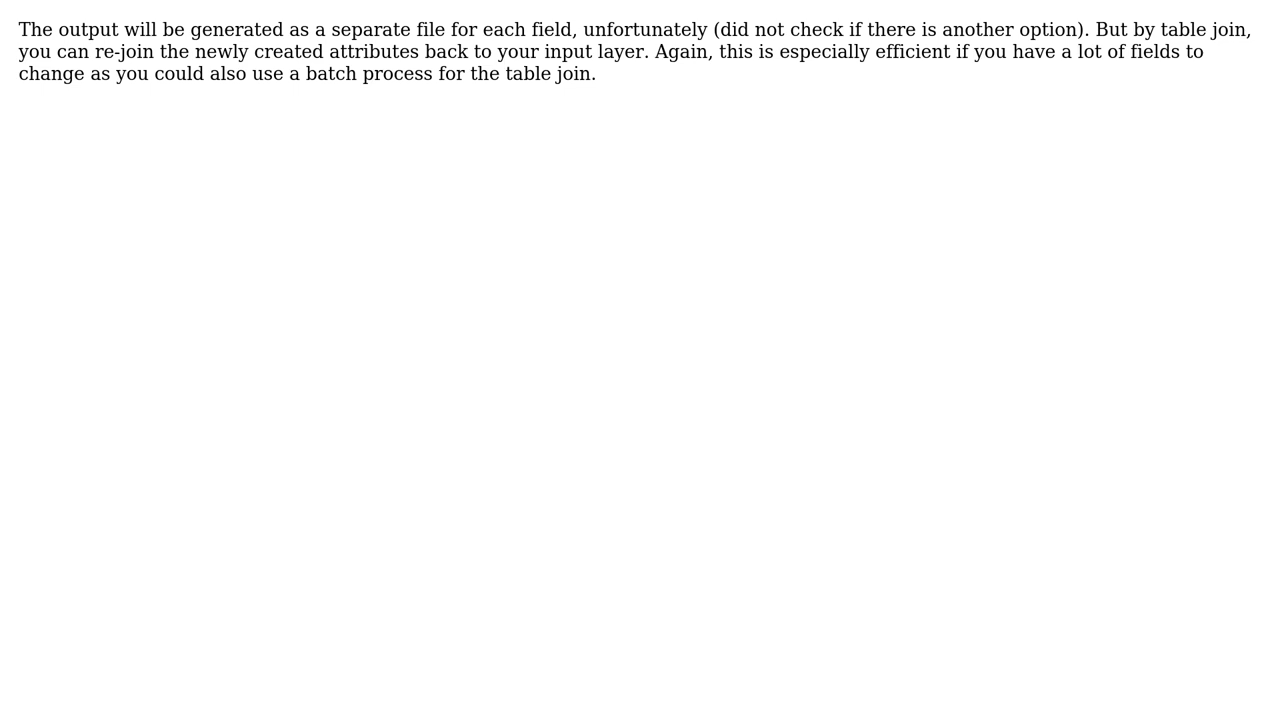 The output will be generated as a separate file for each field, unfortunately (did not check if there is another option). But by table join,
you can re-join the newly created attributes back to your input layer. Again, this is especially efficient if you have a lot of fields to
change as you could also use a batch process for the table join.